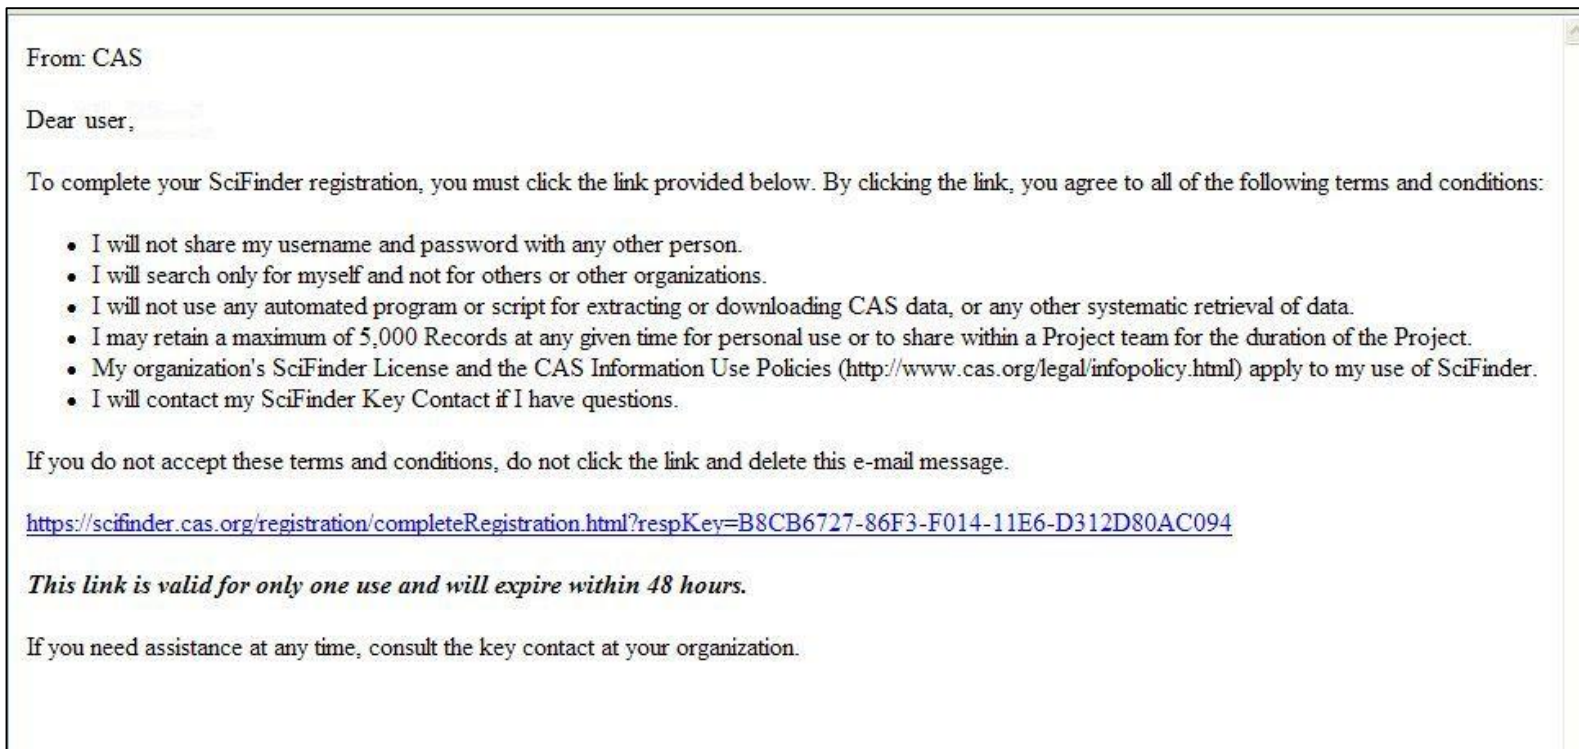 From: CAS
Dear user,
To complete your SciFinder registration, you must click the link provided below. By clicking the link, you agree to all of the following terms and conditions:
• I will not share my username and password with any other person.
• I will search only for myself and not for others or other organizations.
• I will not use any automated program or script for extracting or downloading CAS data, or any other systematic retrieval of data.
• I may retain a maximum of 5,000 Records at any given time for personal use or to share within a Project team for the duration of the Project.
• My organization's SciFinder License and the CAS Information Use Policies (http://www.cas.org/legal/infopolicy.html) apply to my use of SciFinder.
• I will contact my SciFinder Key Contact if I have questions.
If you do not accept these terms and conditions, do not click the link and delete this e-mail message.
https://scifinder.cas.org/registration/completeRegistration.html?respKey=B8CB6727-86F3-F014-11E6-D312D80AC094
This link is valid for only one use and will expire within 48 hours.
If you need assistance at any time, consult the key contact at your organization.